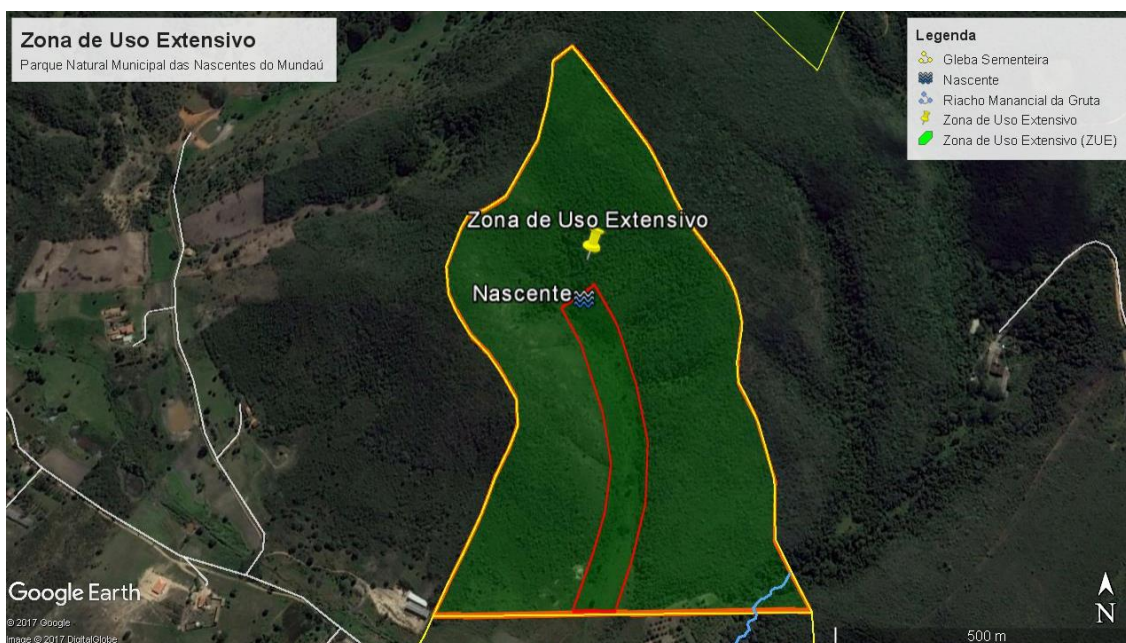 Zona de Uso Extensivo
Parque Natural Municipal das Nascentes do Mundaú
Legenda
Gleba Sementeira
Nascente
Riacho Manancial da Gruta
Zona de Uso Extensivo
Zona de Uso Extensivo (ZUE)
Zona de Uso Extensivo
Nascente
Google Earth
© 2017 Google
Image © 2017 DigitalGlobe
N
500 m